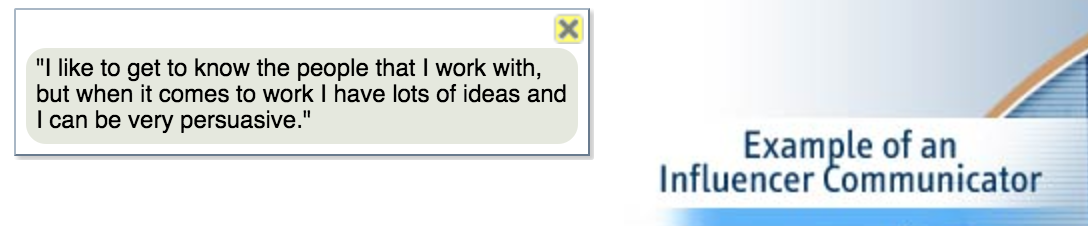 "I like to get to know the people that I work with,
but when it comes to work I have lots of ideas and
I can be very persuasive."
Example of an
Influencer Communicator